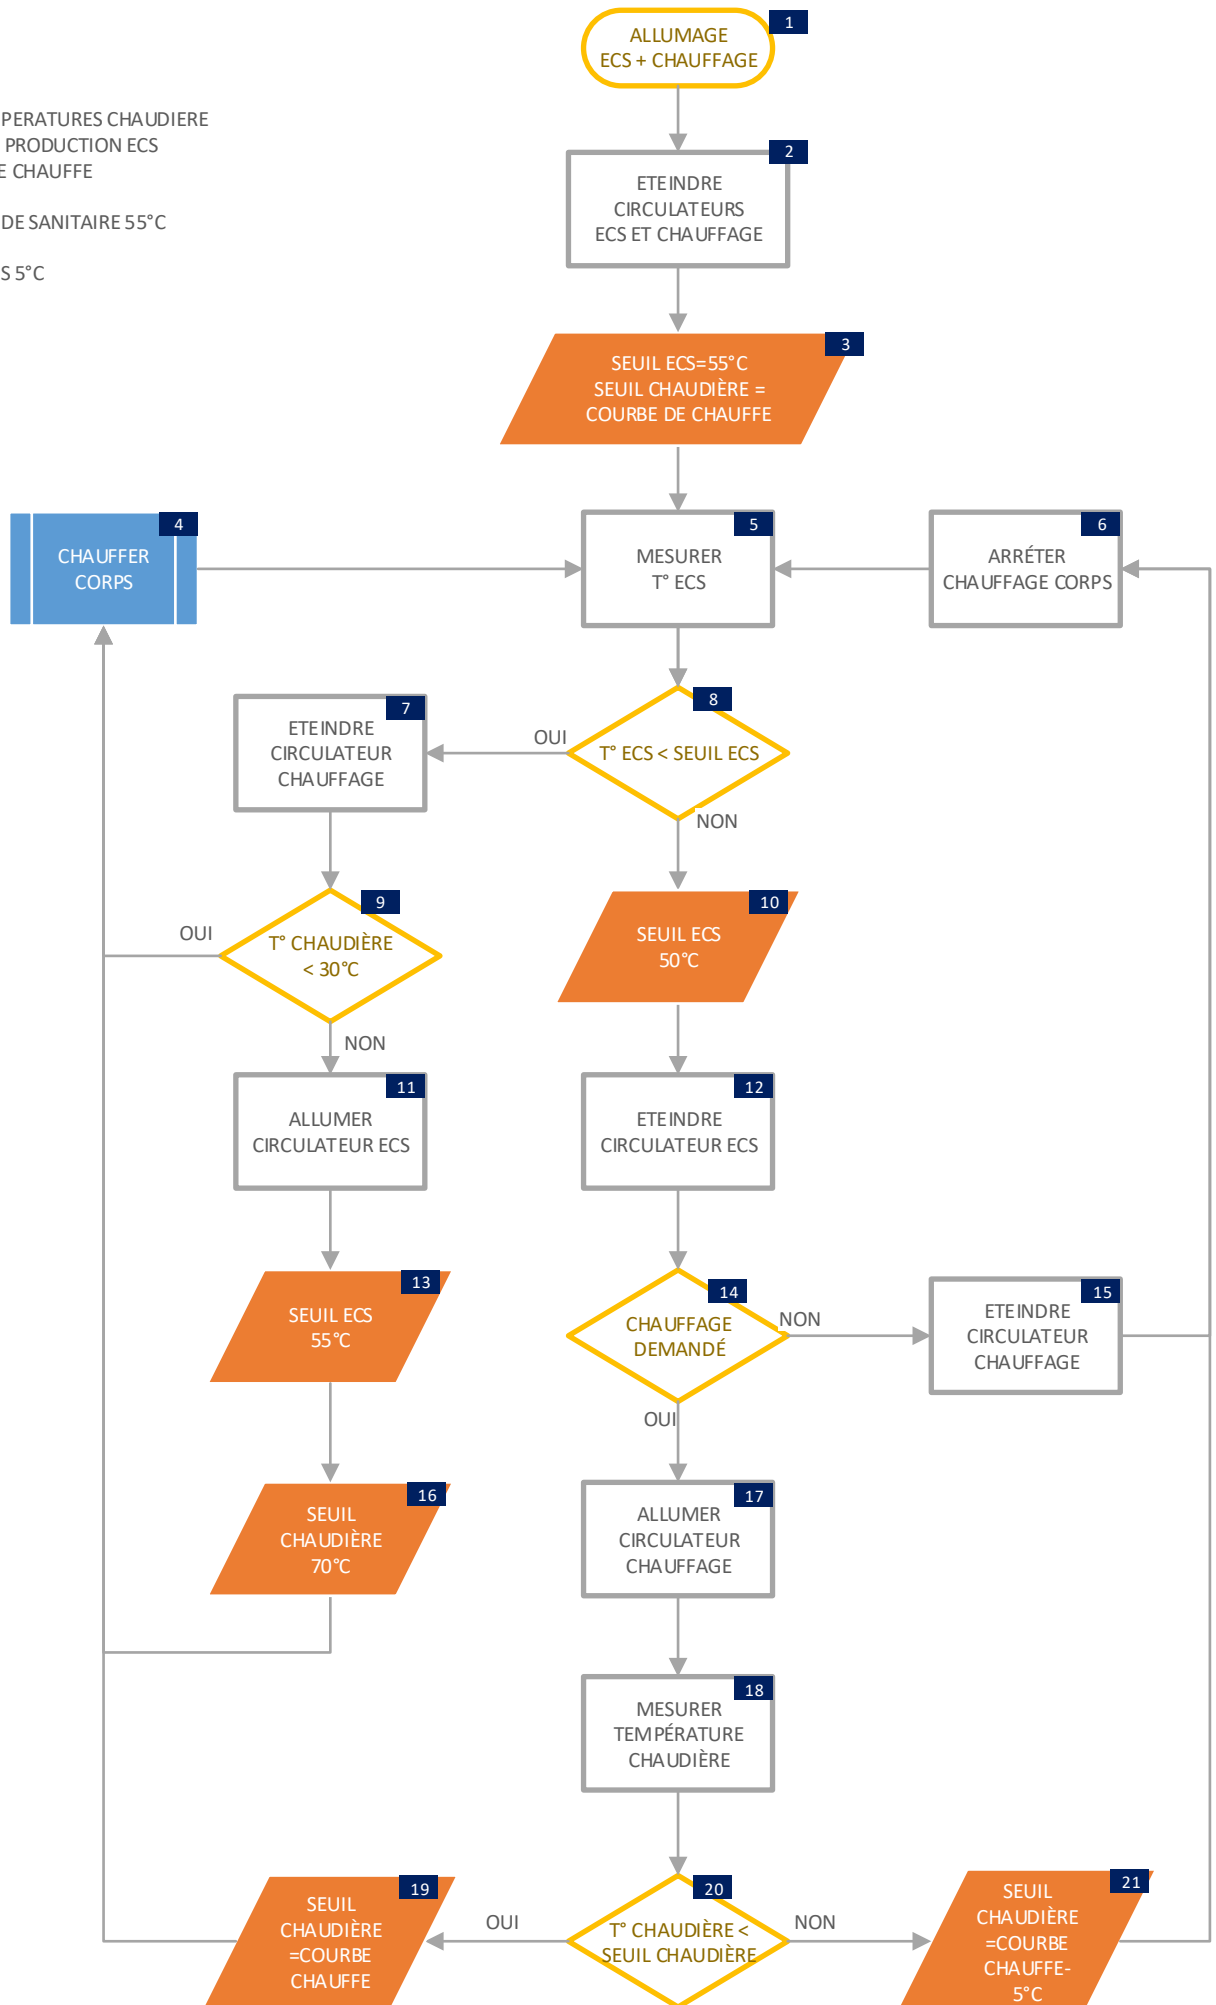 1
ALLUMAGE
ECS + CHAUFFAGE
PERATURES CHAUDIERE
PRODUCTION ECS
E CHAUFFE
DE SANITAIRE 55°C
S 5°C
2
ETEINDRE
CIRCULATEURS
ECS ET CHAUFFAGE
3
SEUIL ECS=55°C
SEUIL CHAUDIÈRE =
COURBE DE CHAUFFE
4
CHAUFFER
CORPS
5
MESURER
T° ECS
6
ARRÉTER
CHAUFFAGE CORPS
7
ETEINDRE
CIRCULATEUR
CHAUFFAGE
OUI
8
T° ECS < SEUIL ECS
NON
9
OUI
T° CHAUDIÈRE
< 30°C
NON
10
SEUIL ECS
50°C
11
ALLUMER
CIRCULATEUR ECS
12
ETEINDRE
CIRCULATEUR ECS
13
SEUIL ECS
55°C
14
CHAUFFAGE
DEMANDÉ
NON
OUI
15
ETEINDRE
CIRCULATEUR
CHAUFFAGE
16
SEUIL
CHAUDIÈRE
70°C
17
ALLUMER
CIRCULATEUR
CHAUFFAGE
18
MESURER
TEMPÉRATURE
CHAUDIÈRE
19
SEUIL
CHAUDIÈRE
=COURBE
CHAUFFE
OUI
20
T° CHAUDIÈRE <
SEUIL CHAUDIÈRE
NON
21
SEUIL
CHAUDIÈRE
=COURBE
CHAUFFE-
5°C